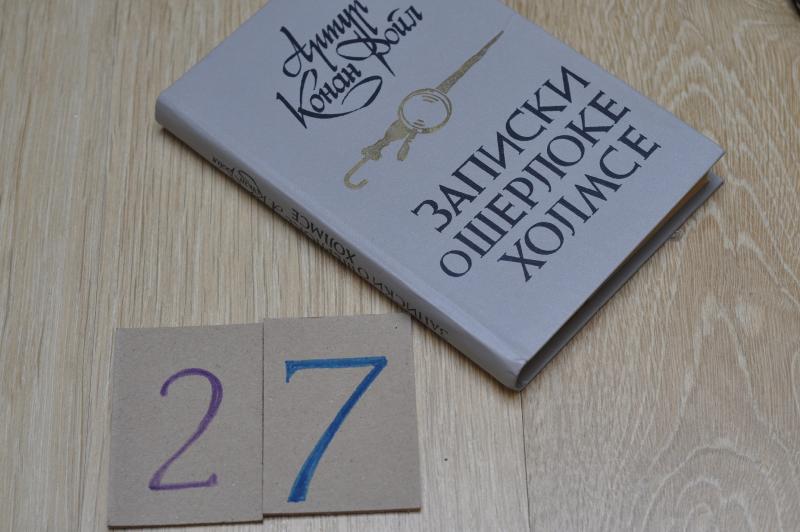 Артур
Конан Дойл
ЗАПИСКИ
О ШЕРЛОКЕ
ХОЛМСЕ
ЗАПИСКИ О ШЕРЛОКЕ ХОЛМСЕ
2 7